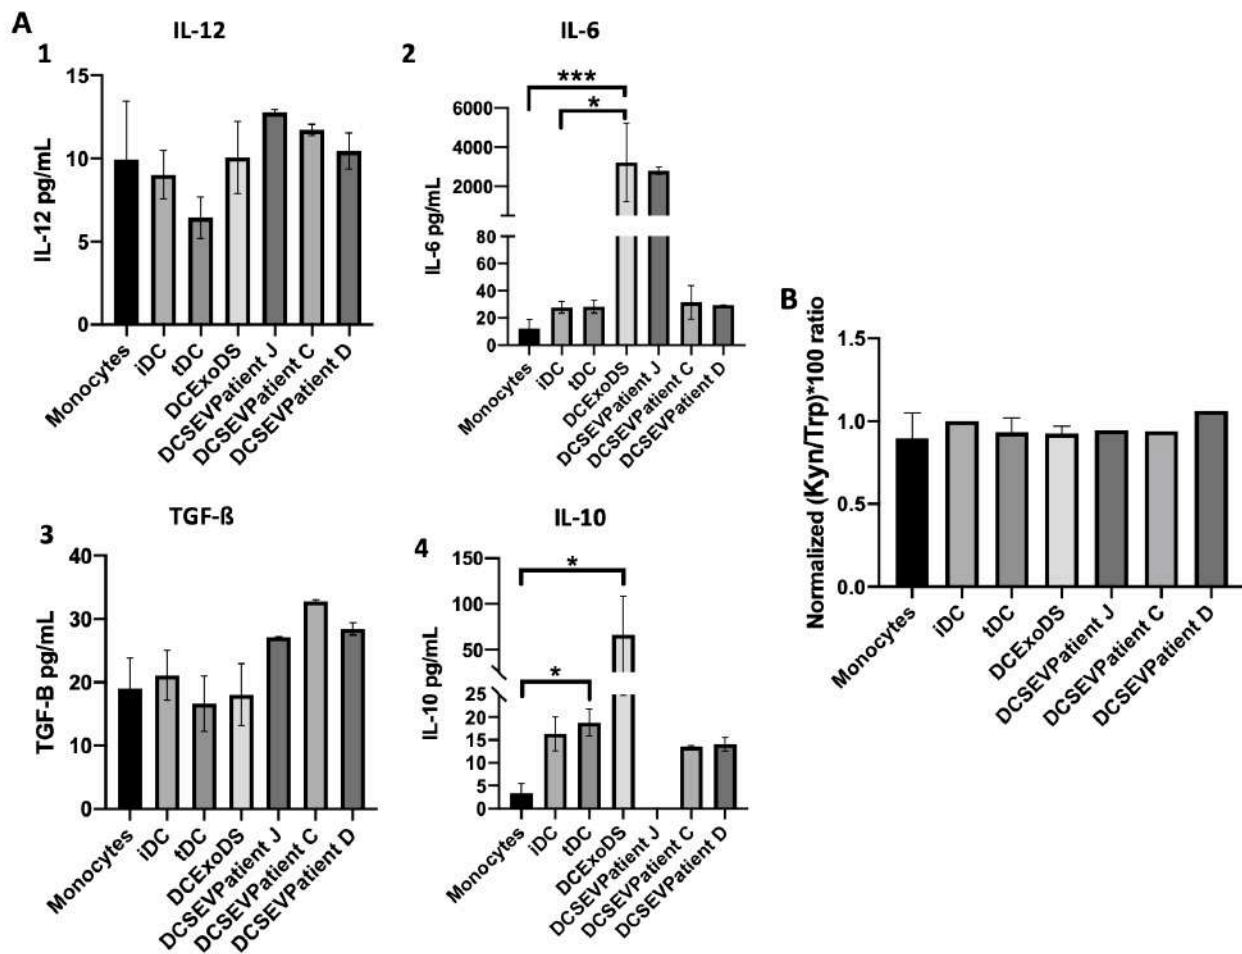 A
1
IL-12
IL-12 pg/mL
15
10
5
0
Monocytes
iDC
tDC
DCExoDS
DCSEVPatient J
DCSEVPatient C
DCSEVPatient D
2
IL-6
***
*
IL-6 pg/mL
6000
4000
2000
80
60
40
20
0
Monocytes
iDC
tDC
DCExoDS
DCSEVPatient J
DCSEVPatient C
DCSEVPatient D
3
TGF-ß
TGF-B pg/mL
40
30
20
10
0
Monocytes
iDC
tDC
DCExoDS
DCSEVPatient J
DCSEVPatient C
DCSEVPatient D
4
IL-10
*
*
IL-10 pg/mL
150
100
50
25
20
15
10
5
0
Monocytes
iDC
tDC
DCExoDS
DCSEVPatient J
DCSEVPatient C
DCSEVPatient D
B
Normalized (Kyn/Trp)*100 ratio
1.5
1.0
0.5
0.0
Monocytes
iDC
tDC
DCExoDS
DCSEVPatient J
DCSEVPatient C
DCSEVPatient D